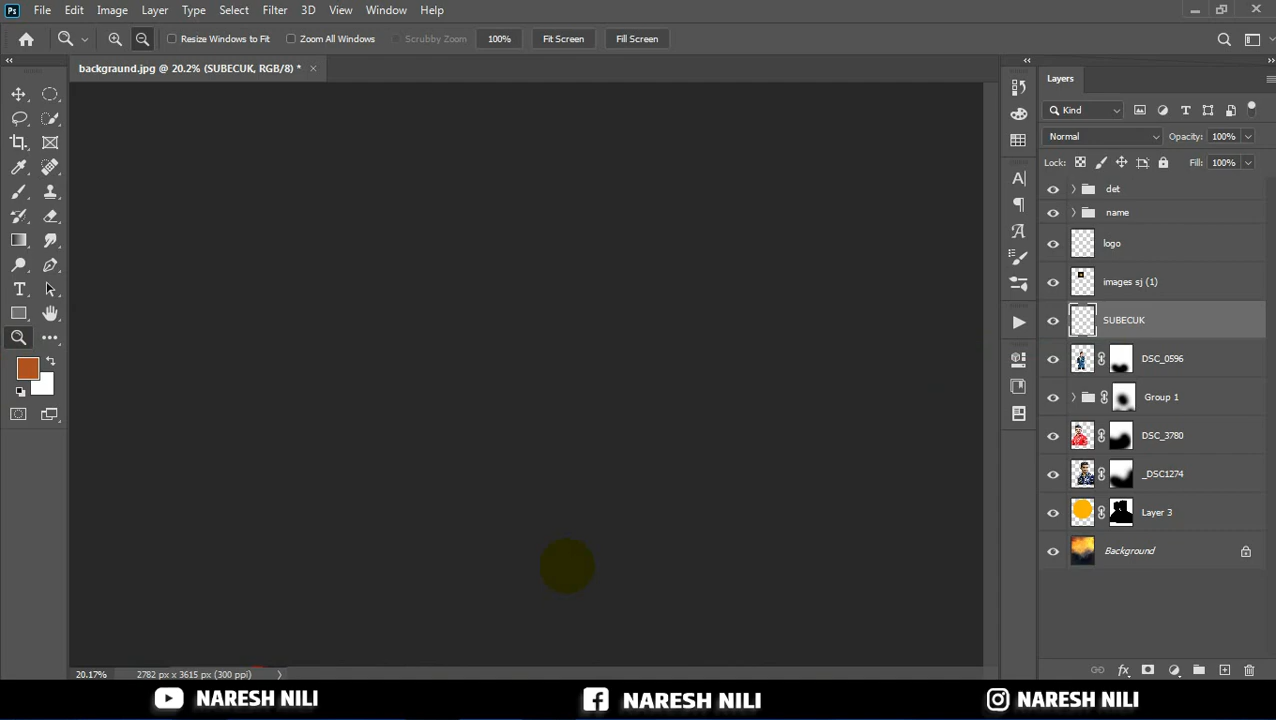 File Edit Image Layer Type Select Filter 3D View Window Help
Resize Windows to Fit Zoom All Windows Scrubby Zoom 100% Fit Screen Fill Screen
background.jpg @ 20.2% (SUBECUK, RGB/8) *
Layers
Kind
Normal Opacity: 100%
Lock: Fill: 100%
det
name
logo
images sj (1)
SUBECUK
DSC_0596
Group 1
DSC_3780
_DSC1274
Layer 3
Background
20.17% 2782 px x 3615 px (300 ppi)
NARESH NILI NARESH NILI NARESH NILI